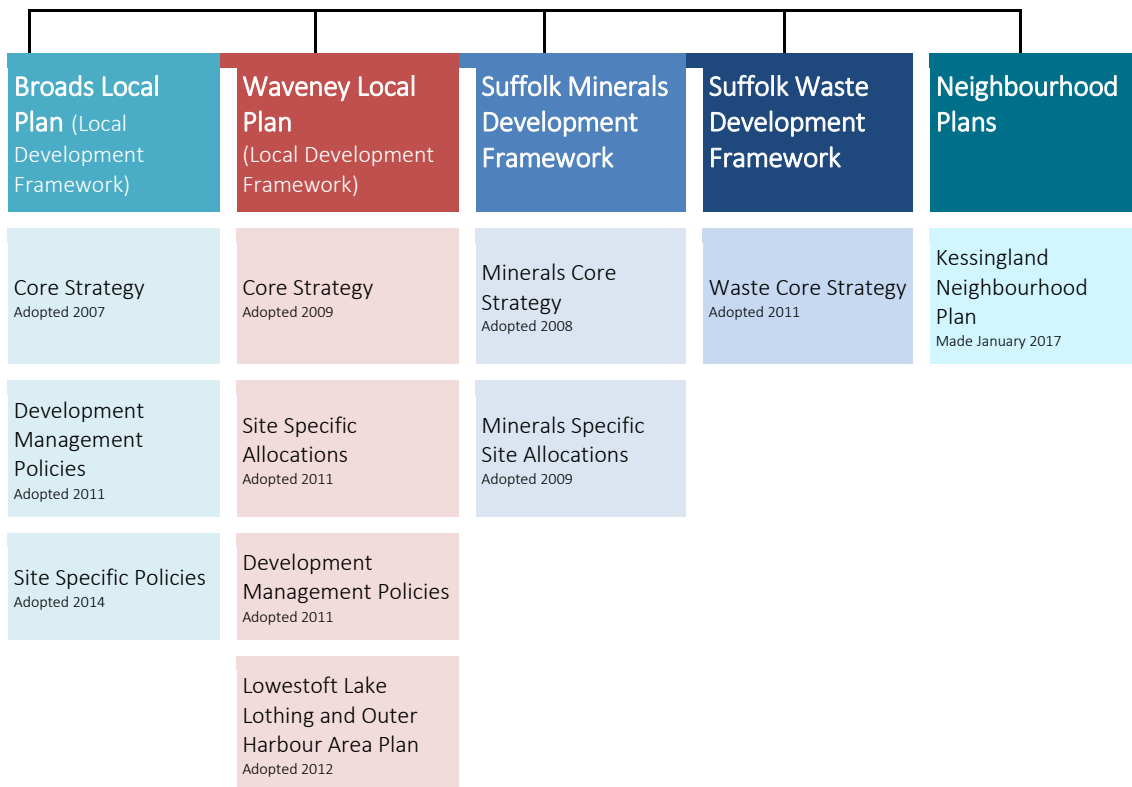 Broads Local
Plan (Local
Development
Framework)
Waveney Local
Plan
(Local Development
Framework)
Suffolk Minerals
Development
Framework
Suffolk Waste
Development
Framework
Neighbourhood
Plans
Core Strategy
Adopted 2007
Core Strategy
Adopted 2009
Minerals Core
Strategy
Adopted 2008
Waste Core Strategy
Adopted 2011
Kessingland
Neighbourhood
Plan
Made January 2017
Development
Management
Policies
Adopted 2011
Site Specific
Allocations
Adopted 2011
Minerals Specific
Site Allocations
Adopted 2009
Site Specific Policies
Adopted 2014
Development
Management Policies
Adopted 2011
Lowestoft Lake
Lothing and Outer
Harbour Area Plan
Adopted 2012